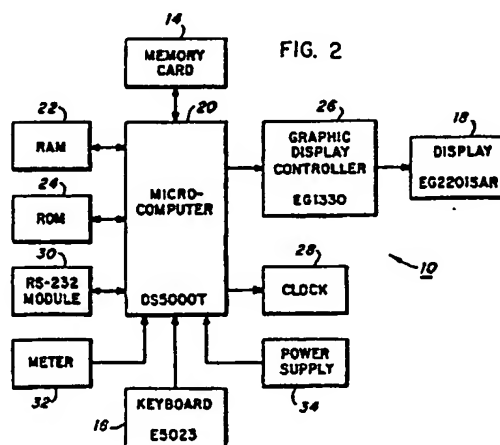 14
FIG. 2
MEMORY
CARD
22
20
26
18
RAM
GRAPHIC
DISPLAY
CONTROLLER
EG1330
DISPLAY
EG2201SAR
24
MICRO-
COMPUTER
ROM
30
28
10
RS-232
MODULE
DS5000T
CLOCK
METER
POWER
SUPPLY
32
KEYBOARD
E5023
16
34